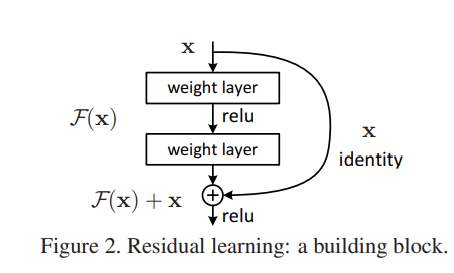 x
weight layer
relu
F(x)
weight layer
x
identity
F(x) + x
+
relu
Figure 2. Residual learning: a building block.